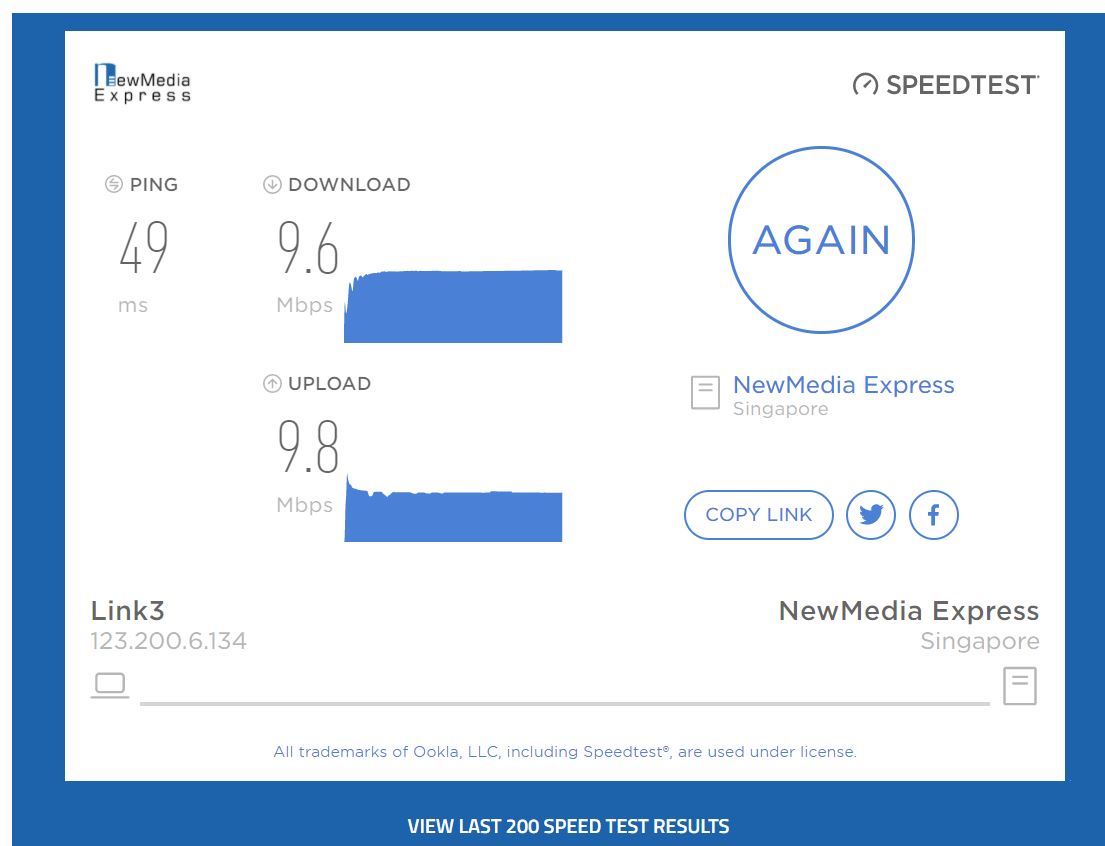 NewMedia
Express
SPEEDTEST
PING
49
ms
DOWNLOAD
9.6
Mbps
UPLOAD
9.8
Mbps
AGAIN
NewMedia Express
Singapore
COPY LINK
Link3
123.200.6.134
NewMedia Express
Singapore
All trademarks of Ookla, LLC, including Speedtest®, are used under license.
VIEW LAST 200 SPEED TEST RESULTS